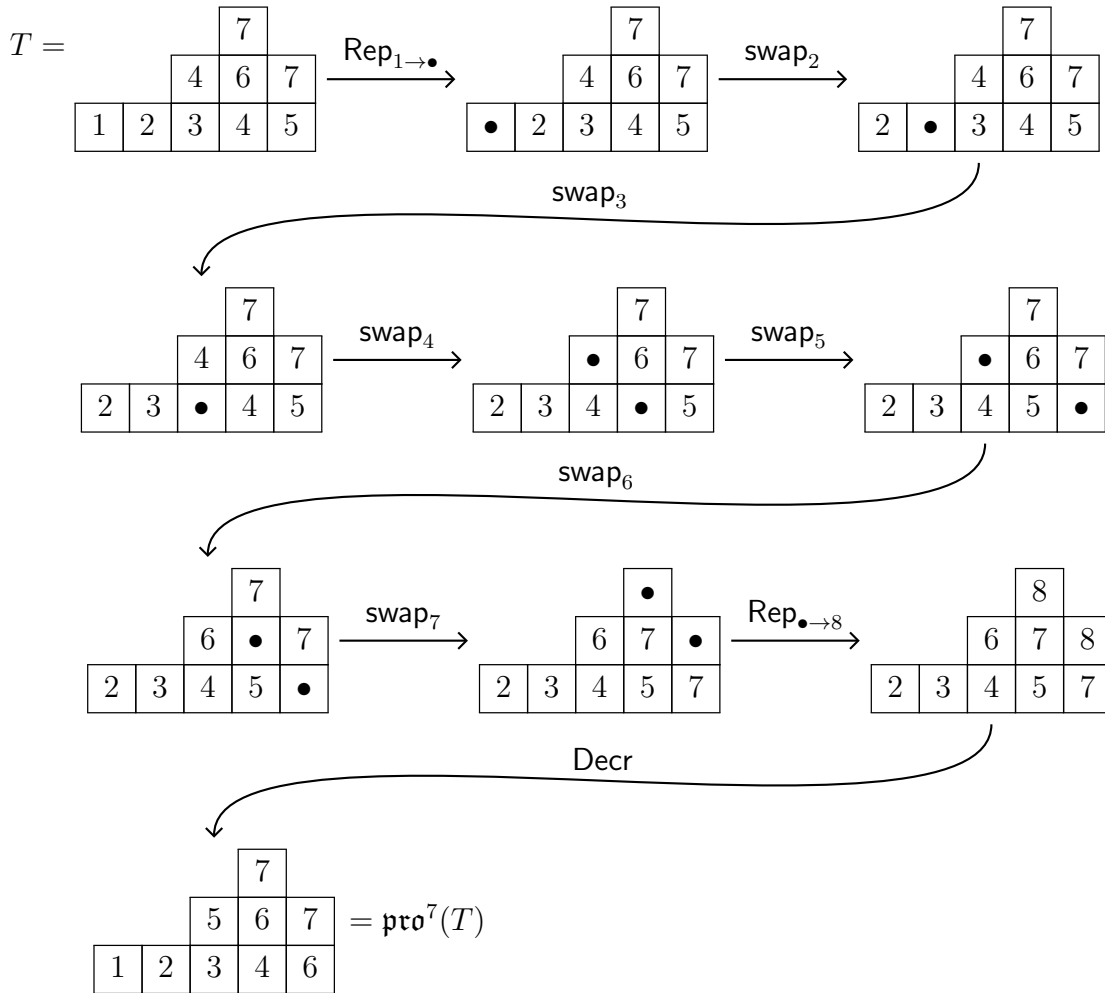 7
T = 4 6 7 Rep₁→• 4 6 7 swap₂ 4 6 7
1 2 3 4 5 • 2 3 4 5 2 • 3 4 5
7 7
swap₃
7 7 7
4 6 7 swap₄ • 6 7 swap₅ • 6 7
2 3 • 4 5 2 3 4 • 5 2 3 4 5 •
swap₆
7 • 8
6 • 7 swap₇ 6 7 • Rep•→8 6 7 8
2 3 4 5 • 2 3 4 5 7 2 3 4 5 7
Decr
7
5 6 7 = 𝔭𝔯𝔬⁷(T)
1 2 3 4 6